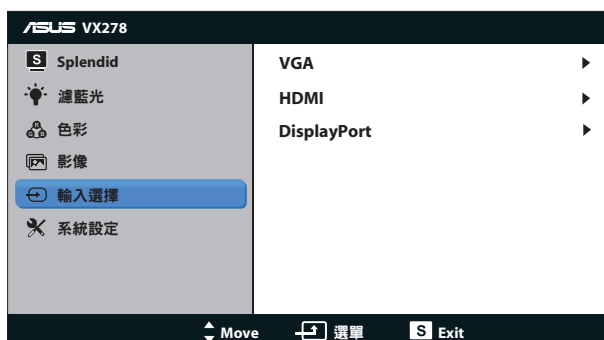 ASUS VX278
S Splendid
濾藍光
色彩
影像
輸入選擇
系統設定
VGA
HDMI
DisplayPort
Move 選單 S Exit